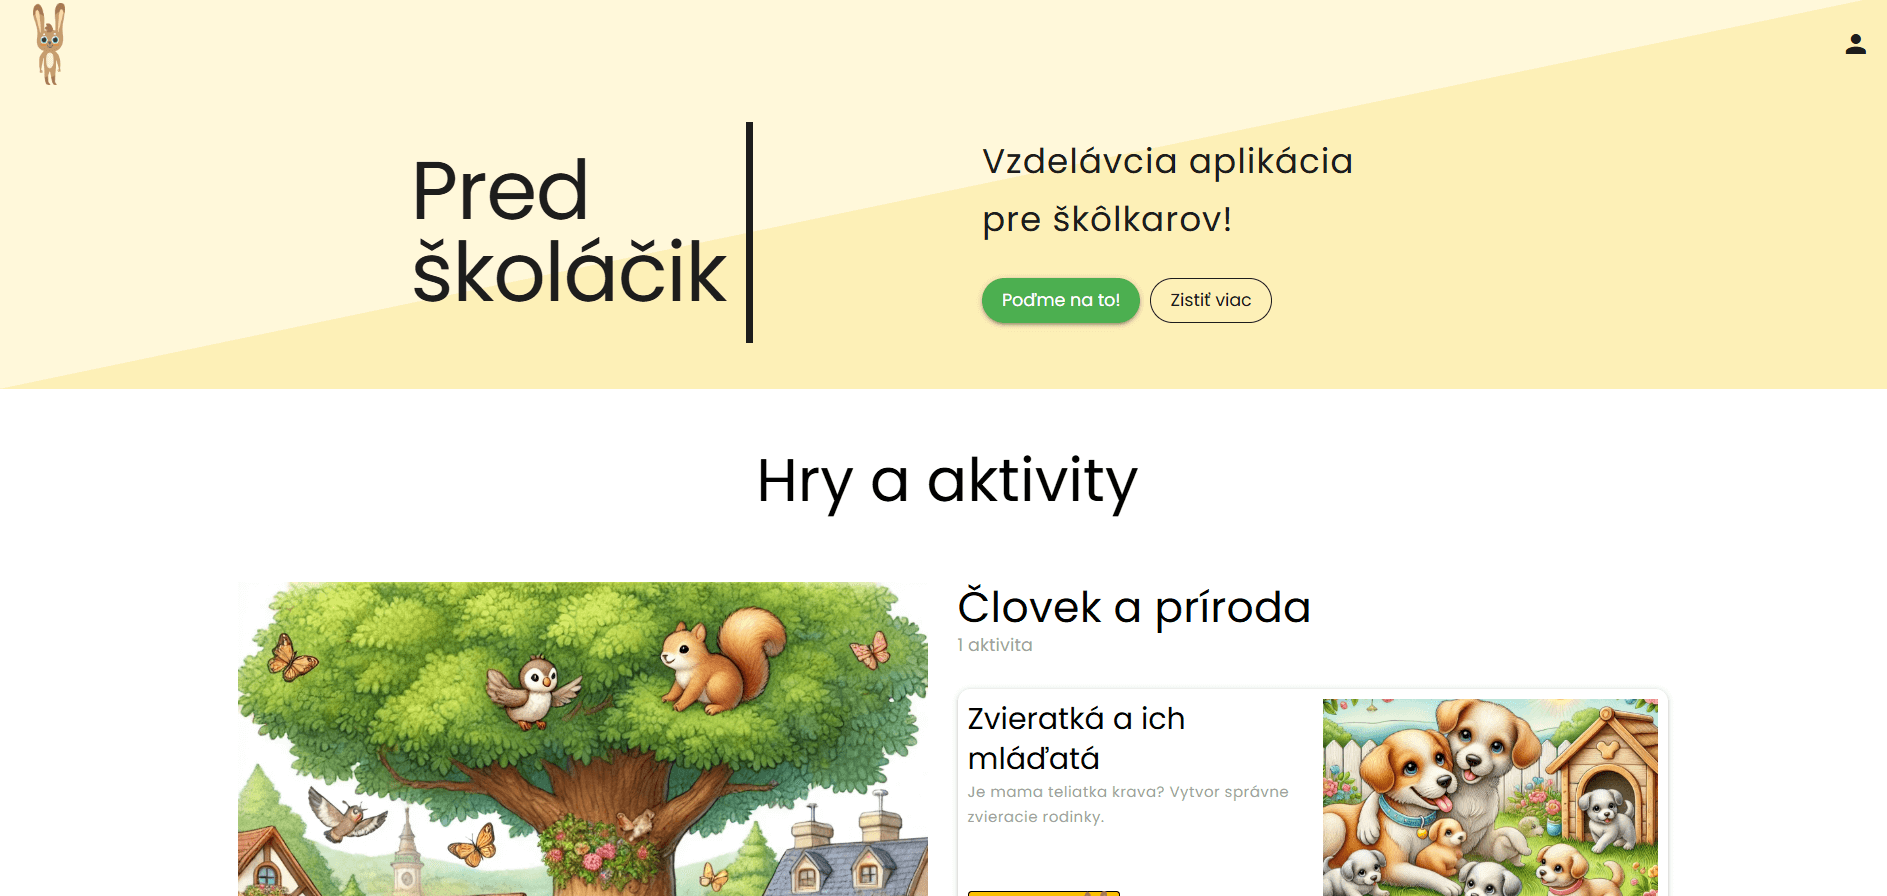 Pred
školáčik
Vzdelávcia aplikácia
pre škôlkarov!
Poďme na to!
Zistiť viac
Hry a aktivity
Človek a príroda
1 aktivita
Zvieratká a ich
mláďatá
Je mama teliatka krava? Vytvor správne
zvieracie rodinky.